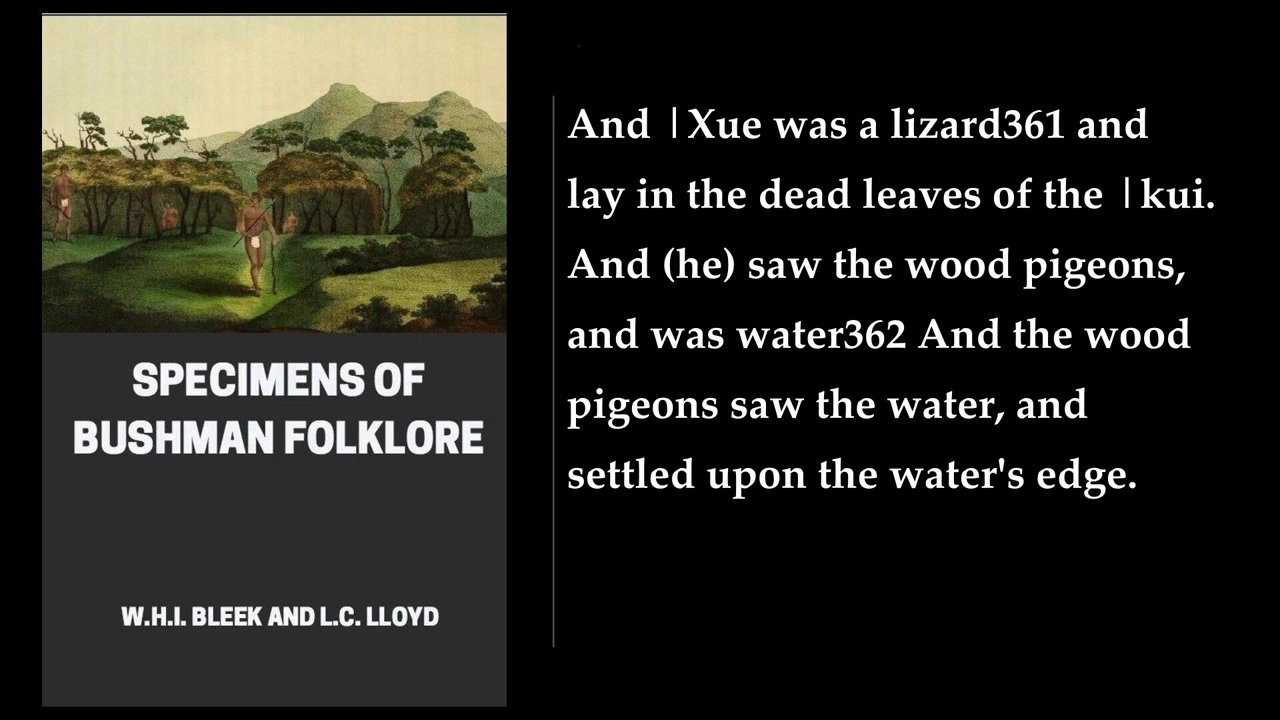 SPECIMENS OF
BUSHMAN FOLKLORE
W.H.I. BLEEK AND L.C. LLOYD
And |Xue was a lizard361 and
lay in the dead leaves of the |kui.
And (he) saw the wood pigeons,
and was water362 And the wood
pigeons saw the water, and
settled upon the water's edge.